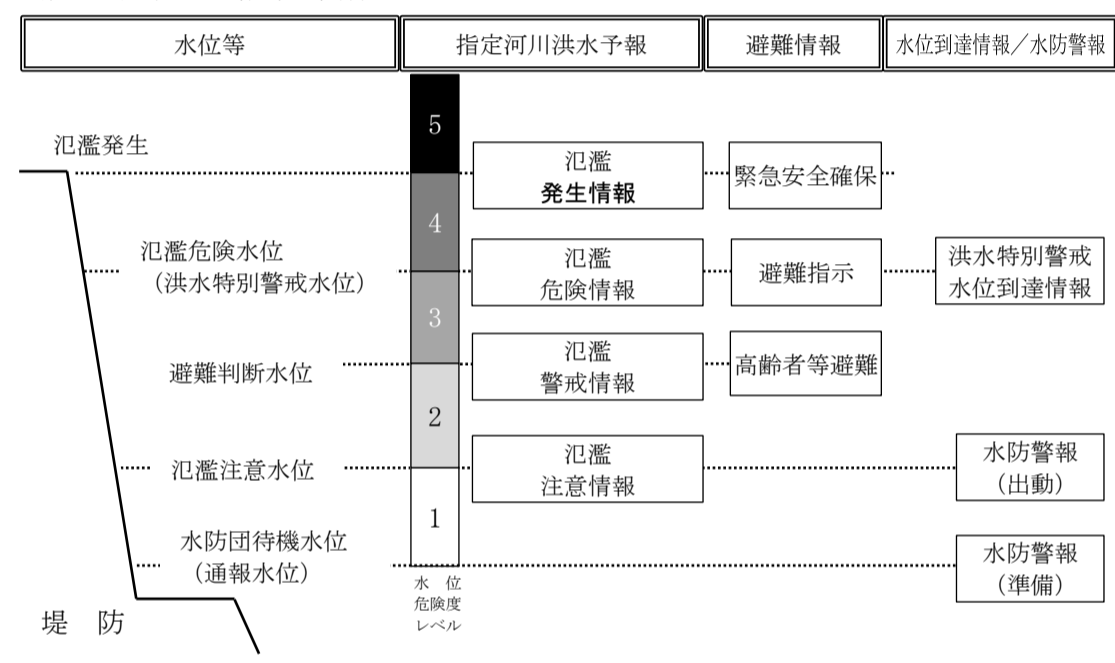 水位等
指定河川洪水予報
避難情報
水位到達情報／水防警報
5
氾濫発生
氾濫
発生情報
緊急安全確保
4
氾濫危険水位
（洪水特別警戒水位）
氾濫
危険情報
避難指示
洪水特別警戒
水位到達情報
3
避難判断水位
氾濫
警戒情報
高齢者等避難
2
氾濫注意水位
氾濫
注意情報
水防警報
（出動）
1
水防団待機水位
（通報水位）
水防警報
（準備）
水　位
危険度
レベル
堤　防